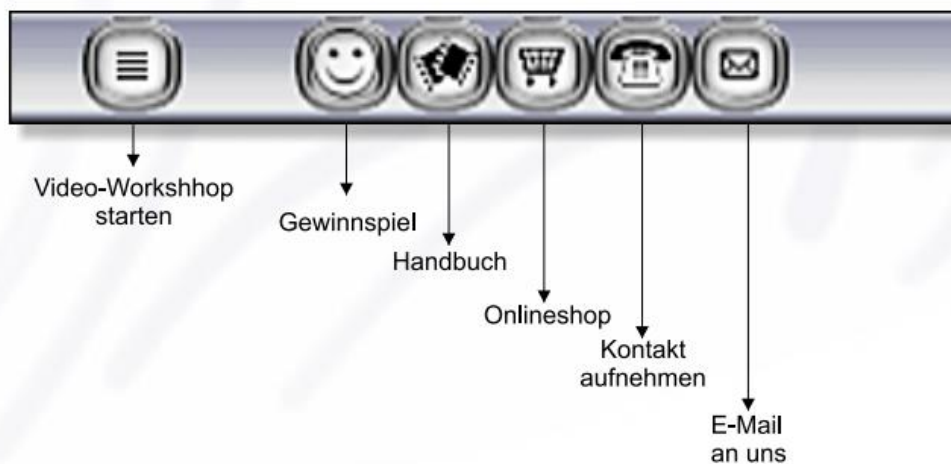 Video-Workshhop
starten
Gewinnspiel
Handbuch
Onlineshop
Kontakt
aufnehmen
E-Mail
an uns